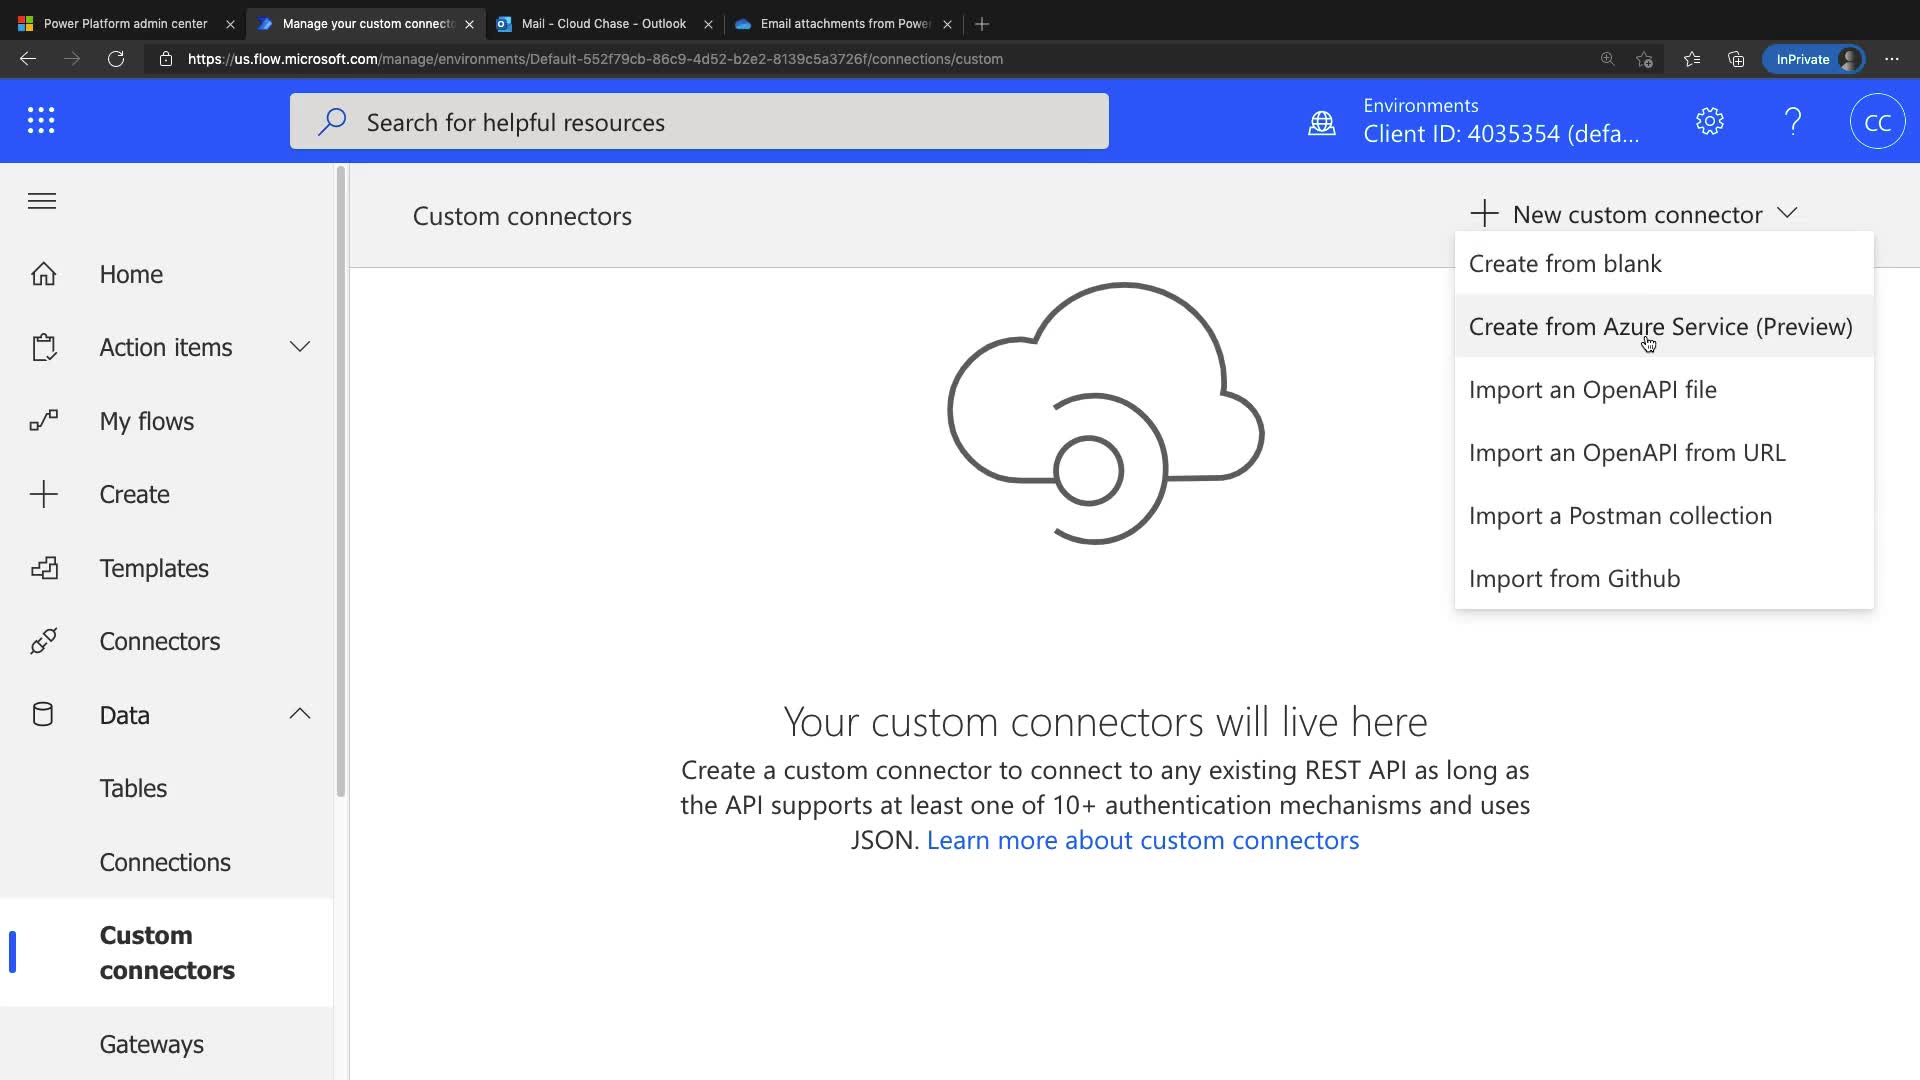 Power Platform admin center
Manage your custom connecto
Mail - Cloud Chase - Outlook
Email attachments from Power
https://us.flow.microsoft.com/manage/environments/Default-552f79cb-86c9-4d52-b2e2-8139c5a3726f/connections/custom
InPrivate
Search for helpful resources
Environments
Client ID: 4035354 (defa...
CC
Custom connectors
New custom connector
Create from blank
Create from Azure Service (Preview)
Import an OpenAPI file
Import an OpenAPI from URL
Import a Postman collection
Import from Github
Home
Action items
My flows
Create
Templates
Connectors
Data
Tables
Connections
Custom
connectors
Gateways
Your custom connectors will live here
Create a custom connector to connect to any existing REST API as long as
the API supports at least one of 10+ authentication mechanisms and uses
JSON. Learn more about custom connectors